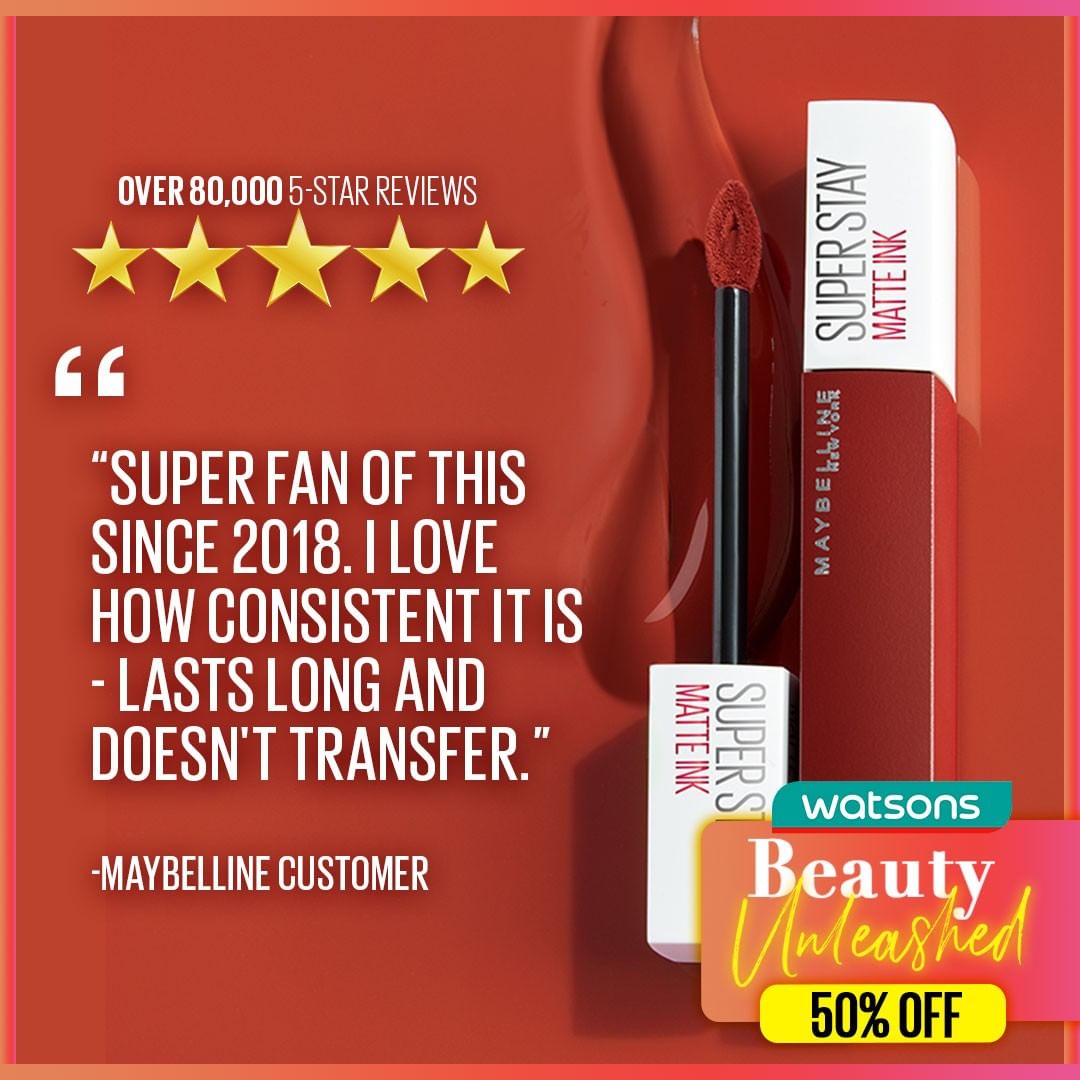 OVER 80,000 5-STAR REVIEWS
“
“SUPER FAN OF THIS
SINCE 2018. I LOVE
HOW CONSISTENT IT IS
- LASTS LONG AND
DOESN'T TRANSFER.”
-MAYBELLINE CUSTOMER
SUPER STAY
MATTE INK
MAYBELLINE
NEW YORK
SUPER ST
MATTE INK
watsons
Beauty
Unleashed
50% OFF